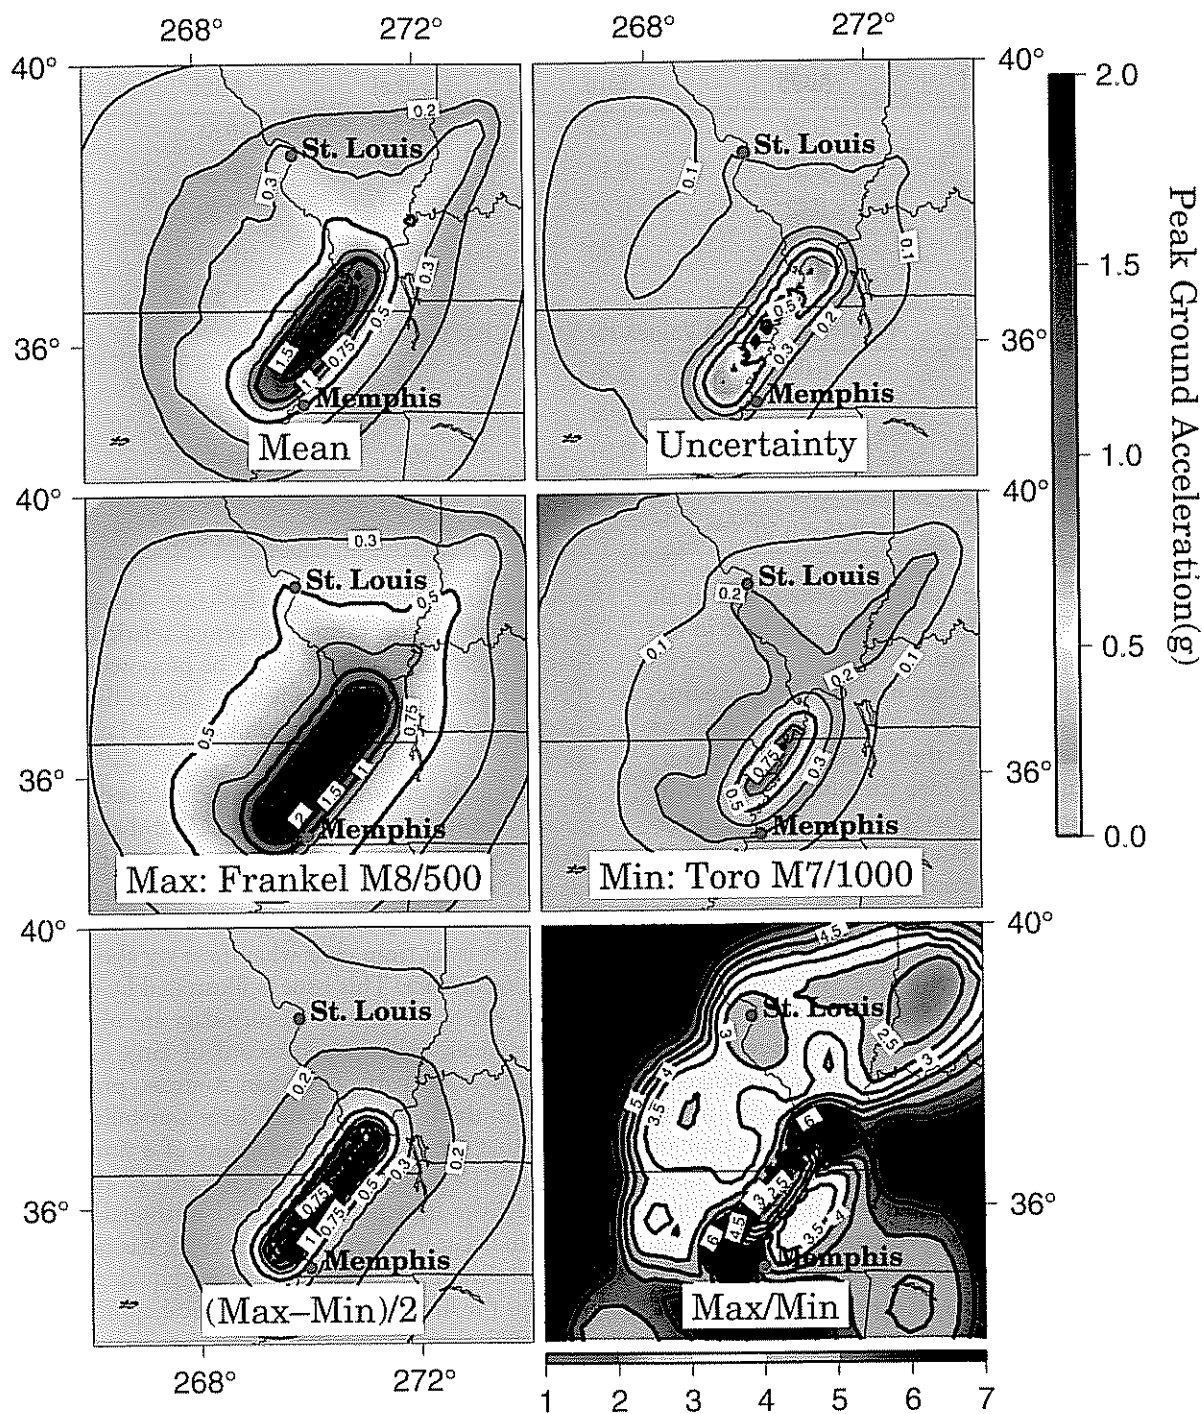 268° 272° 268° 272°
40° 40°
0.2
St. Louis
0.3
0.3
0.5
1.5
0.75
1
36°
Memphis
Mean
St. Louis
0.1
0.1
0.5
0.2
0.3
36°
Memphis
Uncertainty
2.0
1.5
1.0
0.5
0.0
Peak Ground Acceleration(g)
40° 40°
0.3
St. Louis
0.5
0.5
0.75
1
1.5
2
36°
Memphis
Max: Frankel M8/500
St. Louis
0.2
0.1
0.1
0.2
0.75
0.3
0.5
36°
Memphis
Min: Toro M7/1000
40° 40°
St. Louis
0.2
0.2
0.3
0.75
0.5
0.75
1
36°
Memphis
(Max–Min)/2
268° 272°
4.5
St. Louis
3
2.5
3
4
5
3.5
6
3
2.5
4.5
6
3.5
4
36°
Memphis
Max/Min
1 2 3 4 5 6 7